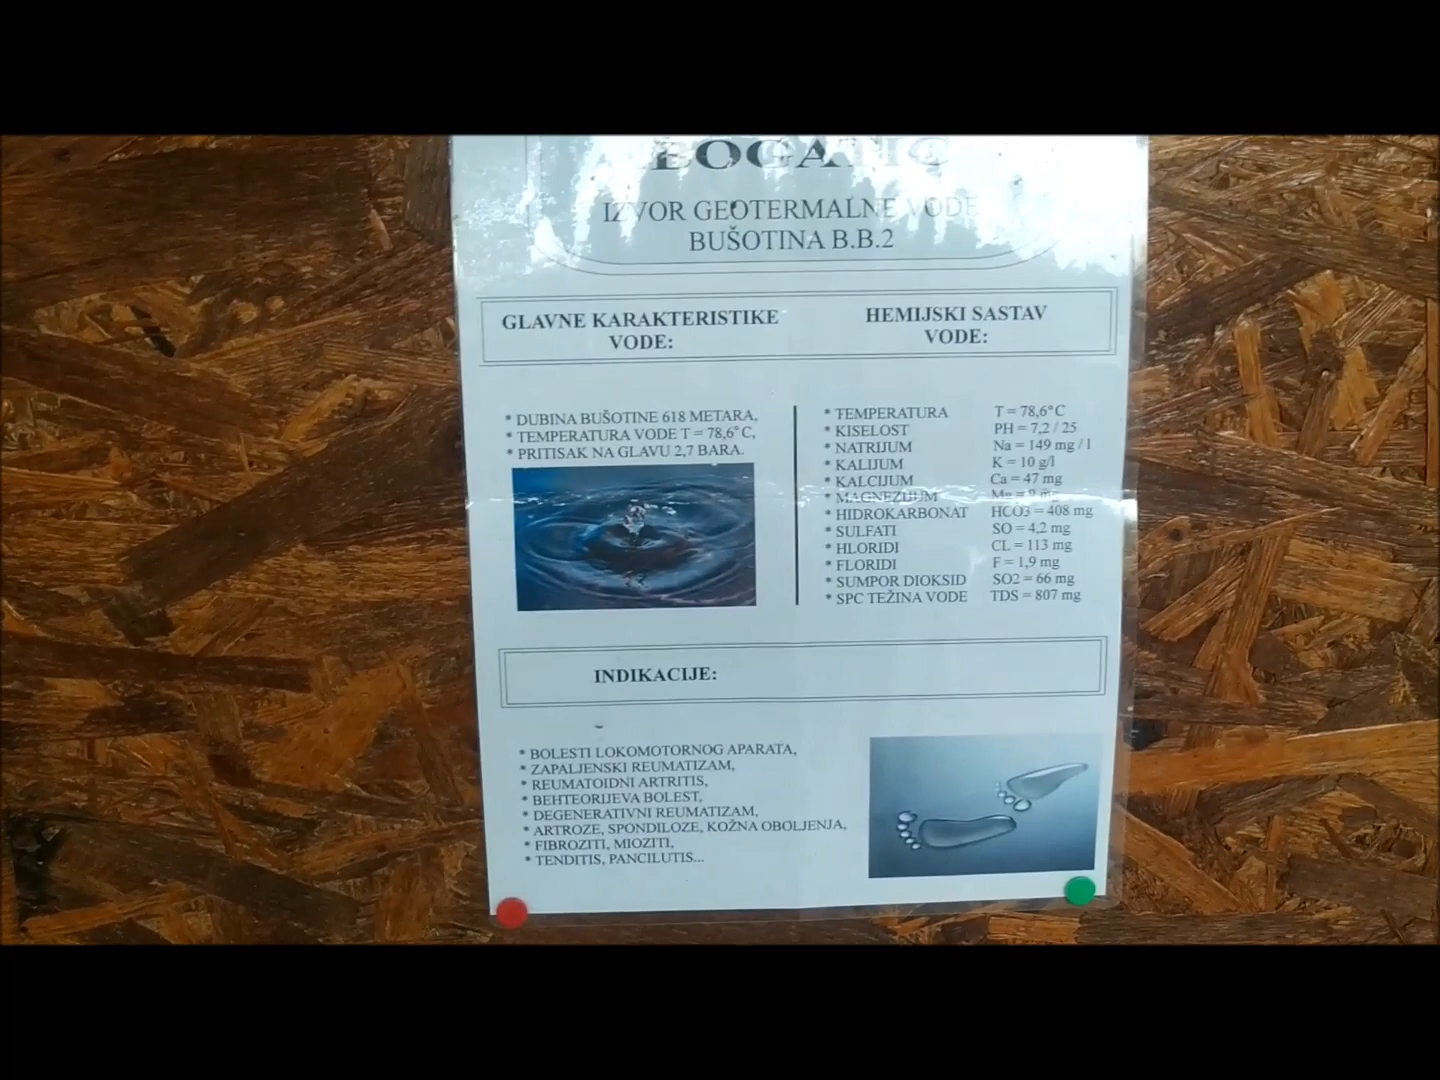 BOGATIĆ
IZVOR GEOTERMALNE VODE
BUŠOTINA B.B.2
GLAVNE KARAKTERISTIKE
VODE:
* DUBINA BUŠOTINE 618 METARA,
* TEMPERATURA VODE T = 78,6°C,
* PRITISAK NA GLAVU 2,7 BARA.
HEMIJSKI SASTAV
VODE:
* TEMPERATURA T = 78,6°C
* KISELOST PH = 7,2 / 25
* NATRIJUM Na = 149 mg / l
* KALIJUM K = 10 g/l
* KALCIJUM Ca = 47 mg
* MAGNEZIJUM Mg =
* HIDROKARBONAT HCO3 = 408 mg
* SULFATI SO = 4,2 mg
* HLORIDI CL = 113 mg
* FLORIDI F = 1,9 mg
* SUMPOR DIOKSID SO2 = 66 mg
* SPC TEŽINA VODE TDS = 807 mg
INDIKACIJE:
* BOLESTI LOKOMOTORNOG APARATA,
* ZAPALJENSKI REUMATIZAM,
* REUMATOIDNI ARTRITIS,
* BEHTEORIJEVA BOLEST,
* DEGENERATIVNI REUMATIZAM,
* ARTROZE, SPONDILOZE, KOŽNA OBOLJENJA,
* FIBROZITI, MIOZITI,
* TENDITIS, PANCILUTIS...